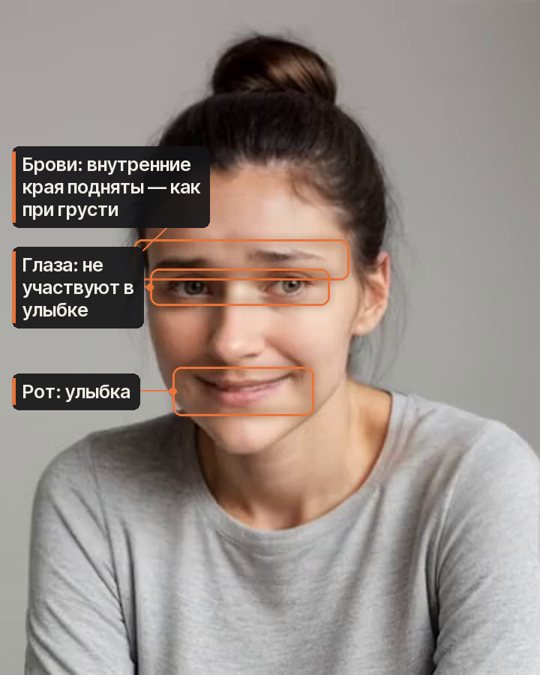 Брови: внутренние
края подняты — как
при грусти
Глаза: не
участвуют в
улыбке
Рот: улыбка